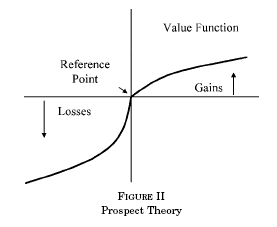 Value Function
Reference
Point
Gains
Losses
FIGURE II
Prospect Theory